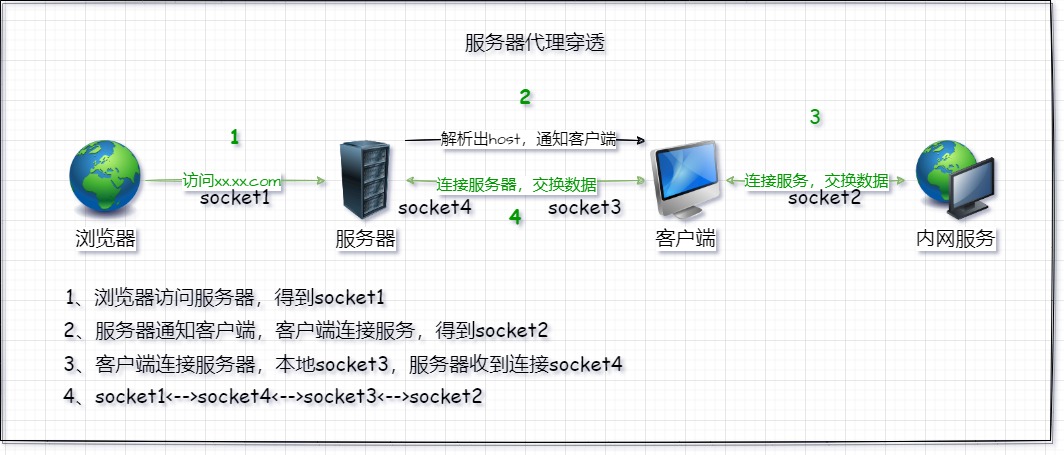 服务器代理穿透
2
3
1
解析出host，通知客户端
访问xx.xx.com
连接服务器，交换数据
连接服务，交换数据
socket1
socket4
socket3
socket2
4
浏览器
服务器
客户端
内网服务
1、浏览器访问服务器，得到socket1
2、服务器通知客户端，客户端连接服务，得到socket2
3、客户端连接服务器，本地socket3，服务器收到连接socket4
4、socket1<-->socket4<-->socket3<-->socket2